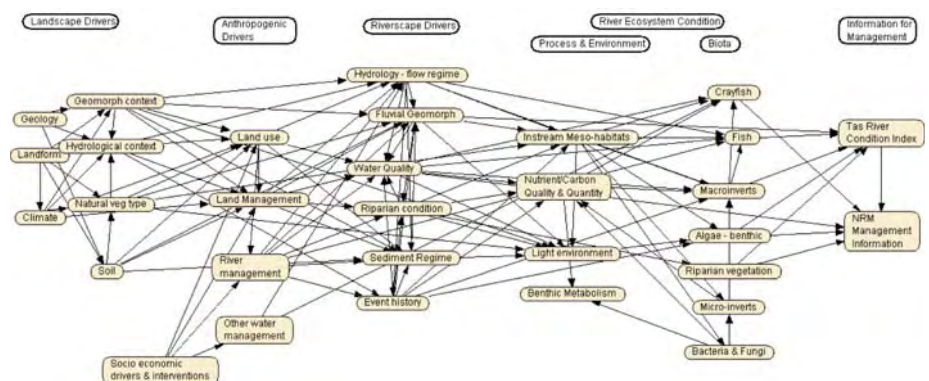 Landscape Drivers
Anthropogenic
Drivers
Riverscape Drivers
River Ecosystem Condition
Process & Environment
Biota
Information for
Management
Geomorph context
Geology
Landform
Hydrological context
Climate
Natural veg type
Soil
Land use
Land Management
River
management
Other water
management
Socio economic
drivers & interventions
Hydrology - flow regime
Fluvial Geomorph
Water Quality
Riparian condition
Sediment Regime
Event history
Instream Meso-habitats
Nutrient/Carbon
Quality & Quantity
Light environment
Benthic Metabolism
Crayfish
Fish
Macroinverts
Algae - benthic
Riparian vegetation
Micro-inverts
Bacteria & Fungi
Tas River
Condition Index
NRM
Management
Information